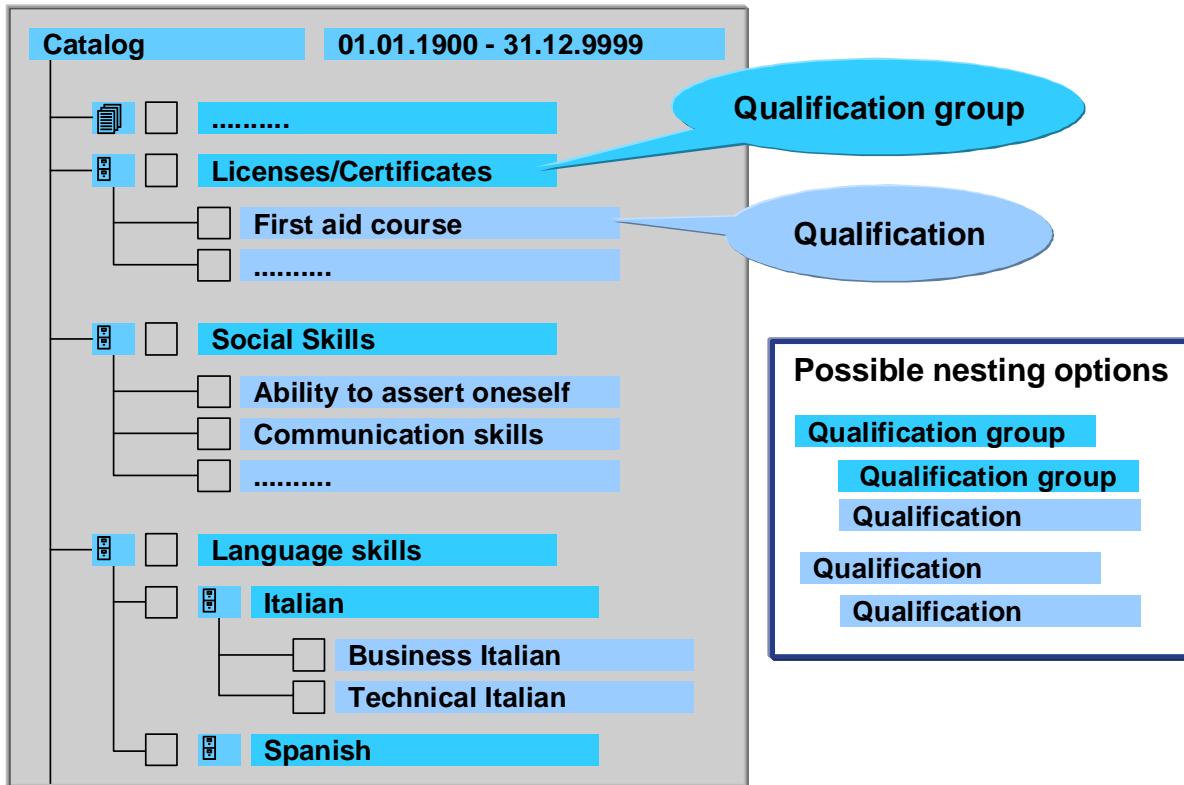 Catalog
01.01.1900 - 31.12.9999
..........
Licenses/Certificates
First aid course
..........
Social Skills
Ability to assert oneself
Communication skills
..........
Language skills
Italian
Business Italian
Technical Italian
Spanish
Qualification group
Qualification
Possible nesting options
Qualification group
Qualification group
Qualification
Qualification
Qualification